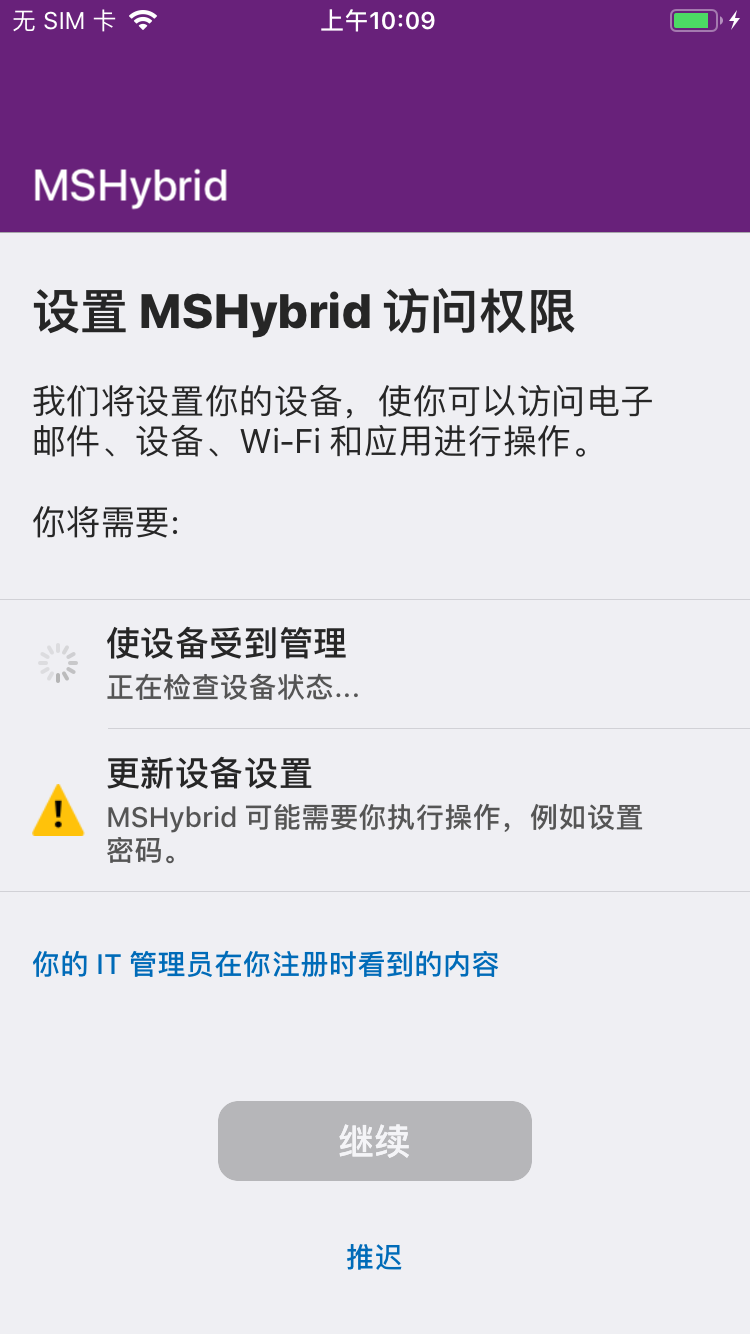 无 SIM 卡
上午10:09
MSHybrid
设置 MSHybrid 访问权限
我们将设置你的设备，使你可以访问电子
邮件、设备、Wi-Fi 和应用进行操作。
你将需要:
使设备受到管理
正在检查设备状态...
更新设备设置
MSHybrid 可能需要你执行操作，例如设置
密码。
你的 IT 管理员在你注册时看到的内容
继续
推迟